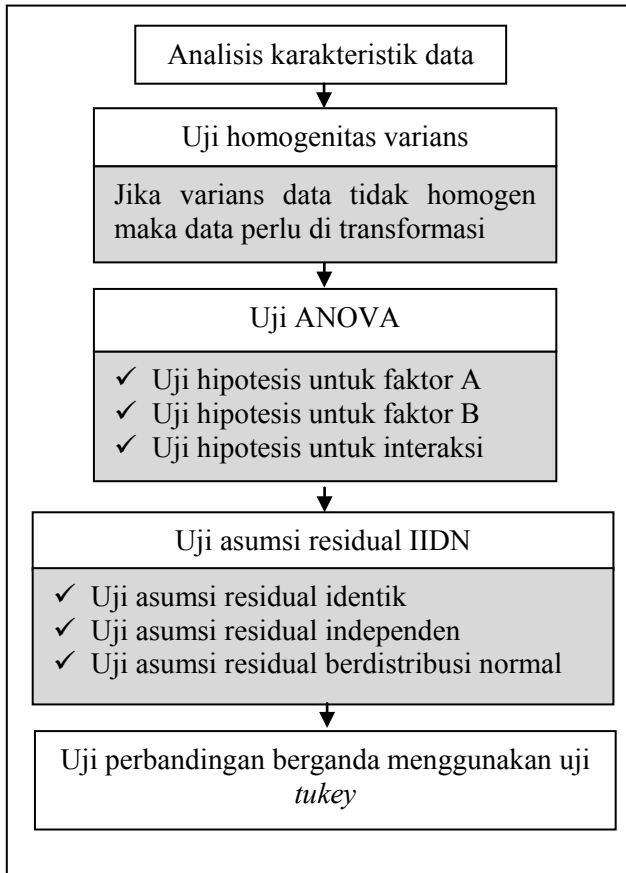 Analisis karakteristik data
Uji homogenitas varians
Jika varians data tidak homogen
maka data perlu di transformasi
Uji ANOVA
✓ Uji hipotesis untuk faktor A
✓ Uji hipotesis untuk faktor B
✓ Uji hipotesis untuk interaksi
Uji asumsi residual IIDN
✓ Uji asumsi residual identik
✓ Uji asumsi residual independen
✓ Uji asumsi residual berdistribusi normal
Uji perbandingan berganda menggunakan uji
tukey